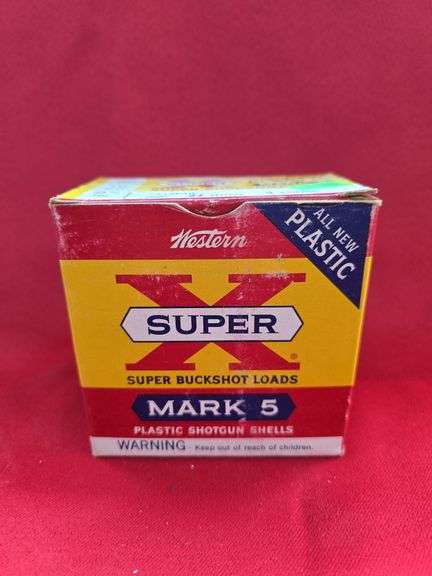 Western
ALL NEW
PLASTIC
X
SUPER
®
SUPER BUCKSHOT LOADS
MARK 5
PLASTIC SHOTGUN SHELLS
WARNING - Keep out of reach of children.